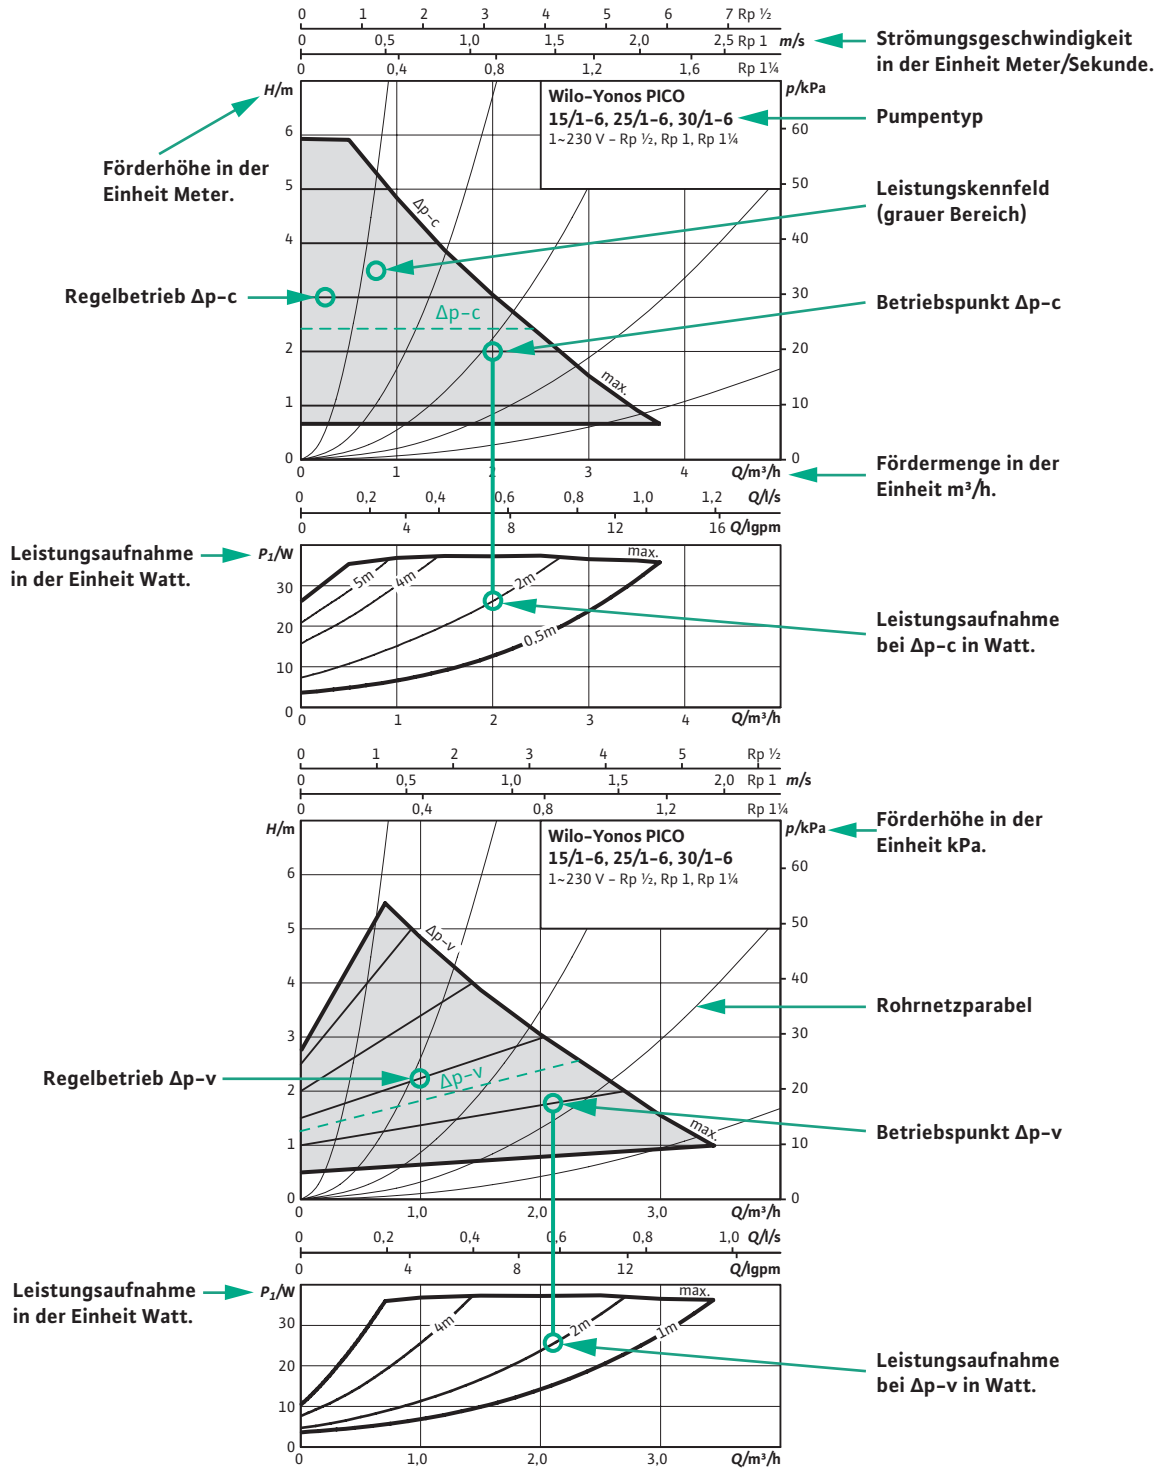 0 1 2 3 4 5 6 7 Rp ½
0 0,5 1,0 1,5 2,0 2,5 Rp 1 m/s
0 0,4 0,8 1,2 1,6 Rp 1¼
Strömungsgeschwindigkeit
in der Einheit Meter/Sekunde.
H/m
p/kPa
Wilo-Yonos PICO
15/1-6, 25/1-6, 30/1-6
1~230 V – Rp ½, Rp 1, Rp 1¼
Pumpentyp
Förderhöhe in der
Einheit Meter.
Leistungskennfeld
(grauer Bereich)
6
5
4
2
1
0
60
50
40
30
20
10
0
Δp-c
Regelbetrieb Δp-c
Δp-c
Betriebspunkt Δp-c
max.
0 1 2 3 4 Q/m³/h
Fördermenge in der
Einheit m³/h.
0 0,2 0,4 0,6 0,8 1,0 1,2 Q/l/s
0 4 8 12 16 Q/Igpm
Leistungsaufnahme
in der Einheit Watt.
P₁/W
30
20
10
0
max.
5m
4m
2m
0,5m
Leistungsaufnahme
bei Δp-c in Watt.
0 1 2 3 4 Q/m³/h
0 1 2 3 4 5 Rp ½
0 0,5 1,0 1,5 2,0 Rp 1 m/s
0 0,4 0,8 1,2 Rp 1¼
H/m
p/kPa
Förderhöhe in der
Einheit kPa.
Wilo-Yonos PICO
15/1-6, 25/1-6, 30/1-6
1~230 V – Rp ½, Rp 1, Rp 1¼
6
5
4
3
2
1
0
60
50
40
30
20
10
0
Δp-v
Rohrnetzparabel
Regelbetrieb Δp-v
Δp-v
max.
Betriebspunkt Δp-v
0 1,0 2,0 3,0 Q/m³/h
0 0,2 0,4 0,6 0,8 1,0 Q/l/s
0 4 8 12 Q/Igpm
Leistungsaufnahme
in der Einheit Watt.
P₁/W
30
20
10
0
max.
4m
2m
1m
Leistungsaufnahme
bei Δp-v in Watt.
0 1,0 2,0 3,0 Q/m³/h